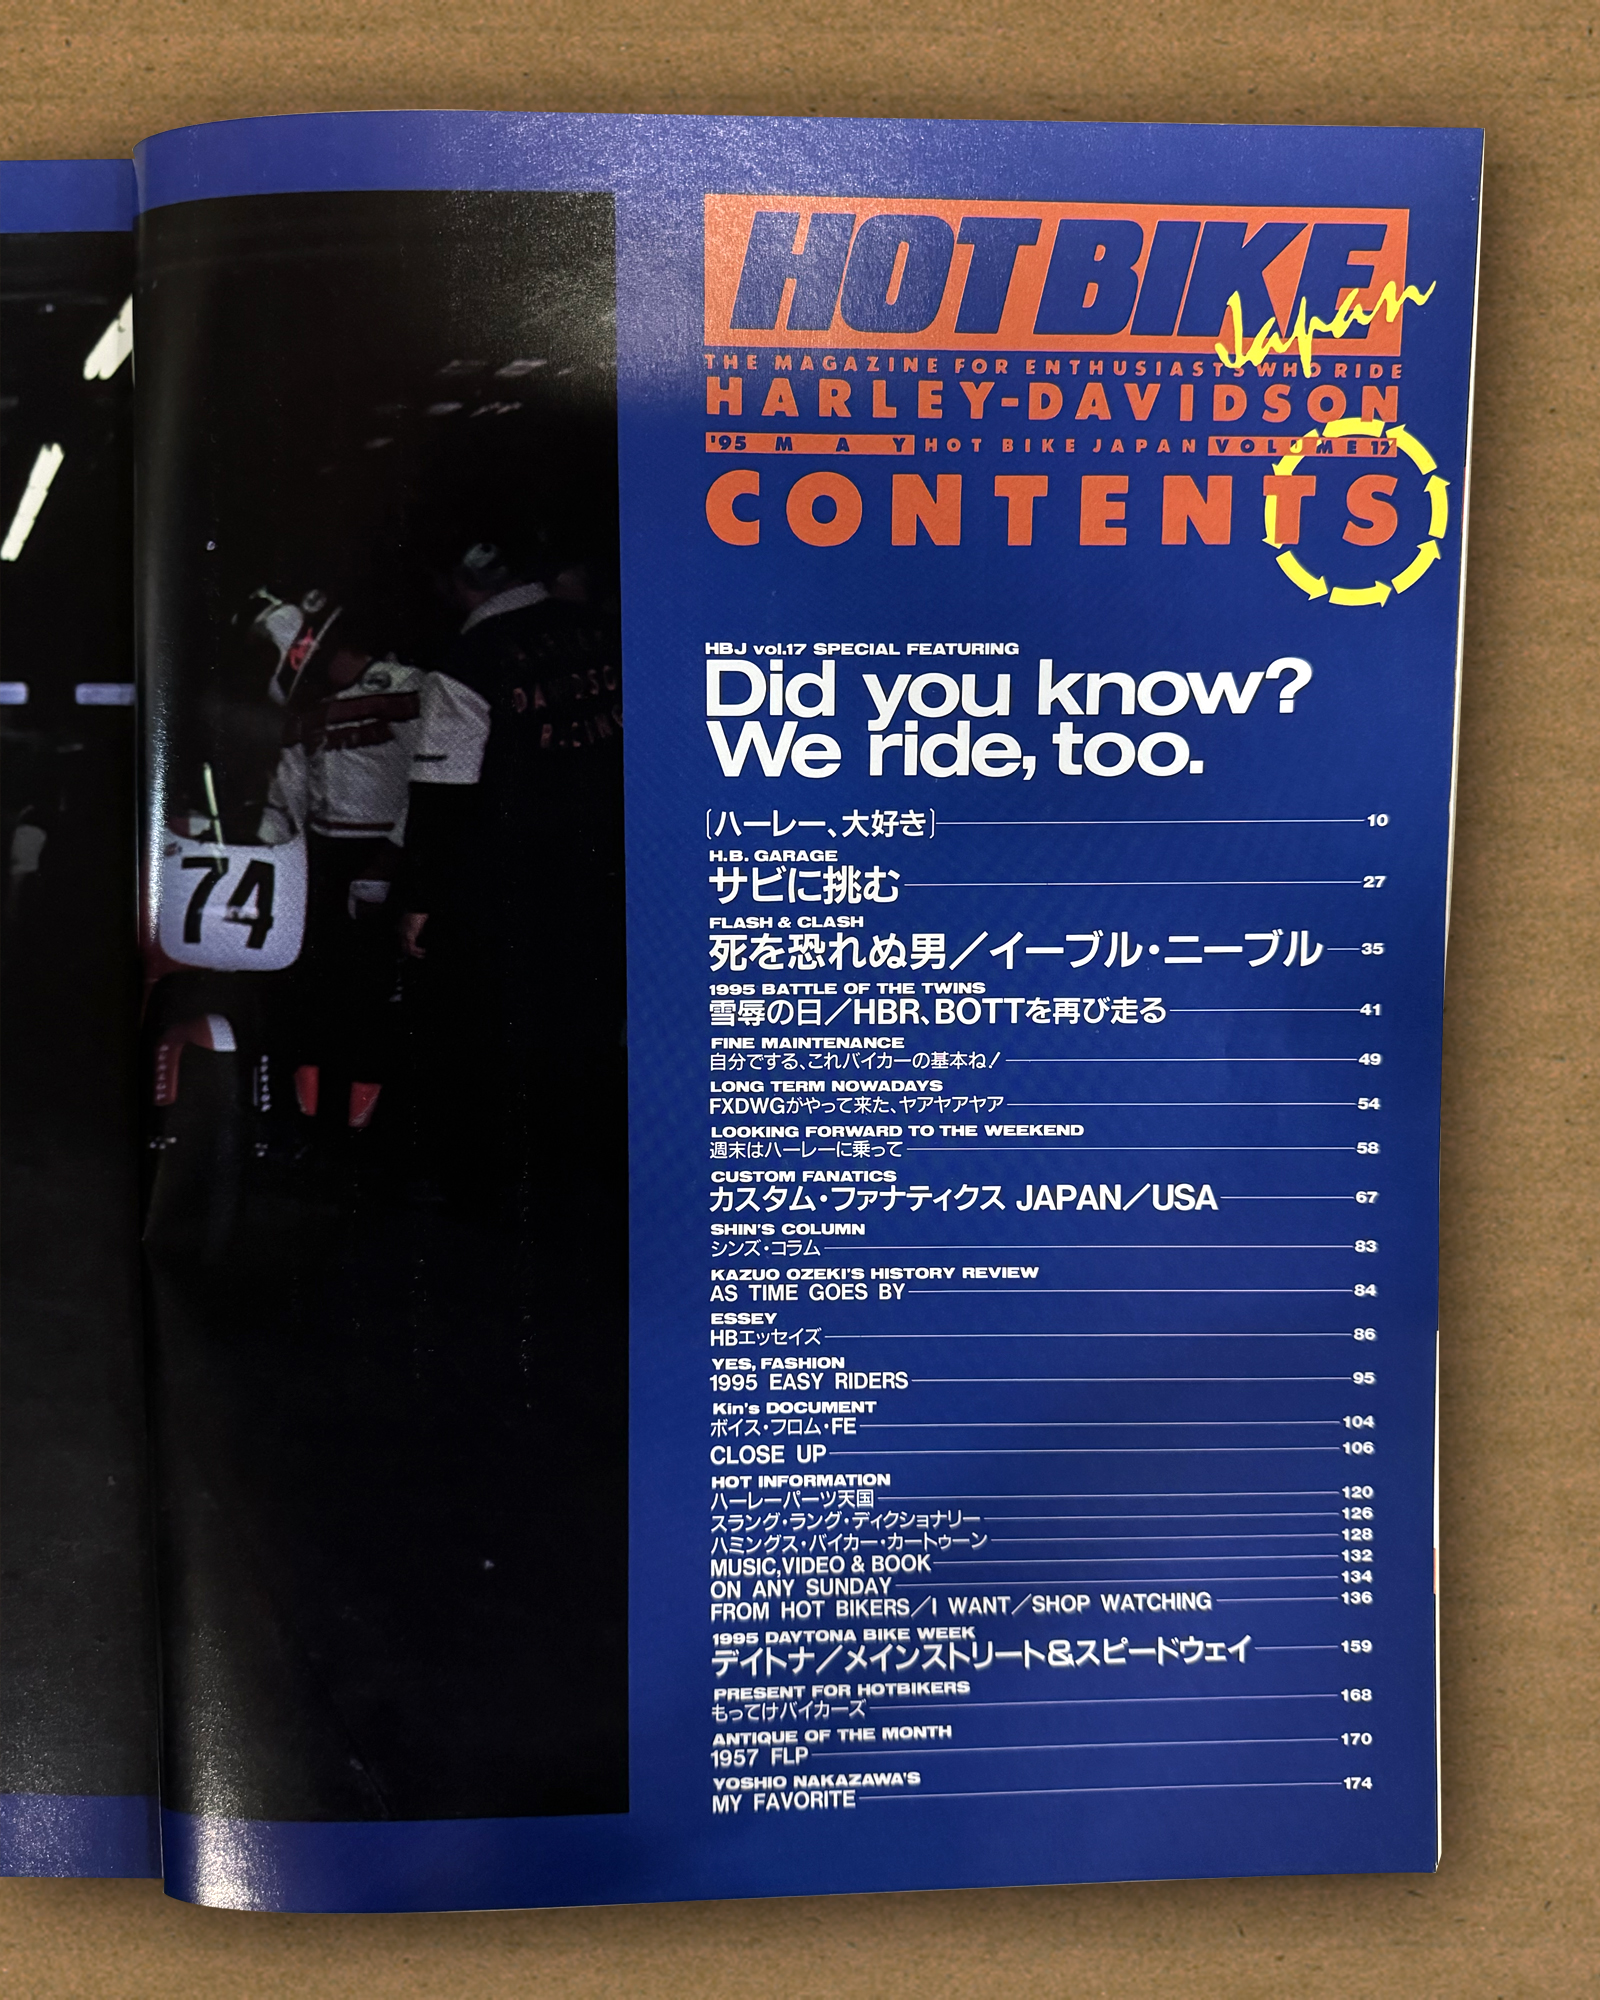 HOT BIKE
Japan
THE MAGAZINE FOR ENTHUSIASTS WHO RIDE
HARLEY-DAVIDSON
'95 MAY HOT BIKE JAPAN VOLUME 17
CONTENTS
HBJ vol.17 SPECIAL FEATURING
Did you know?
We ride, too.
〔ハーレー、大好き〕 10
H.B. GARAGE
サビに挑む 27
FLASH & CLASH
死を恐れぬ男／イーブル・ニーブル 35
1995 BATTLE OF THE TWINS
雪辱の日／HBR、BOTTを再び走る 41
FINE MAINTENANCE
自分でする、これバイカーの基本ね！ 49
LONG TERM NOWADAYS
FXDWGがやって来た、ヤアヤアヤア 54
LOOKING FORWARD TO THE WEEKEND
週末はハーレーに乗って 58
CUSTOM FANATICS
カスタム・ファナティクス JAPAN／USA 67
SHIN'S COLUMN
シンズ・コラム 83
KAZUO OZEKI'S HISTORY REVIEW
AS TIME GOES BY 84
ESSEY
HBエッセイズ 86
YES, FASHION
1995 EASY RIDERS 95
Kin's DOCUMENT
ボイス・フロム・FE 104
CLOSE UP 106
HOT INFORMATION
ハーレーパーツ天国 120
スラング・ラング・ディクショナリー 126
ハミングス・バイカー・カートゥーン 128
MUSIC,VIDEO & BOOK 132
ON ANY SUNDAY 134
FROM HOT BIKERS／I WANT／SHOP WATCHING 136
1995 DAYTONA BIKE WEEK
デイトナ／メインストリート&スピードウェイ 159
PRESENT FOR HOTBIKERS
もってけバイカーズ 168
ANTIQUE OF THE MONTH
1957 FLP 170
YOSHIO NAKAZAWA'S
MY FAVORITE 174
74